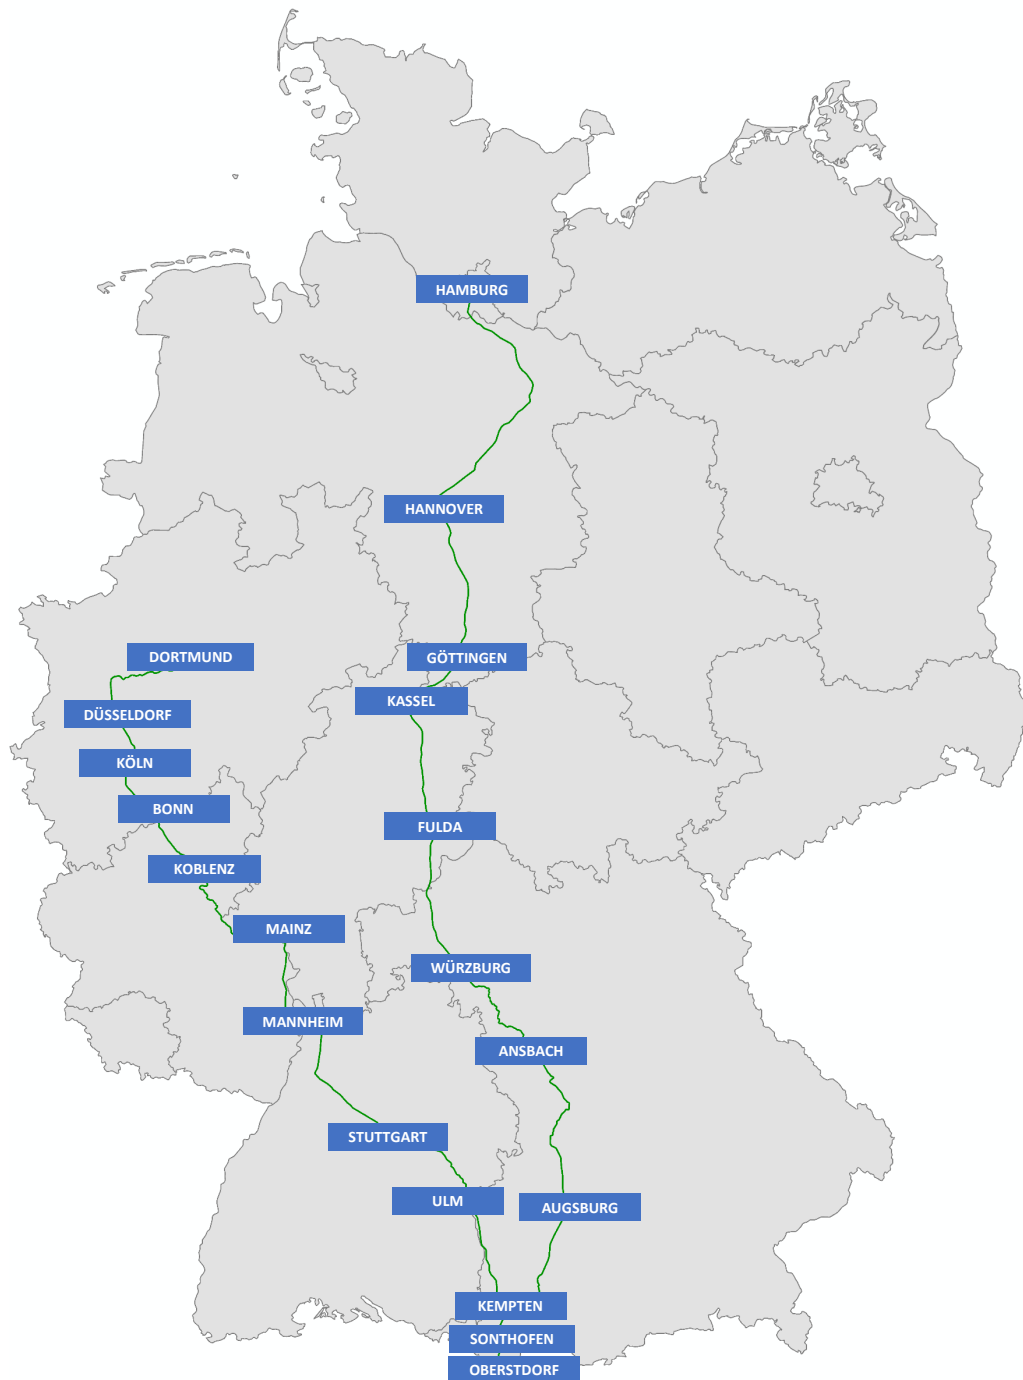 HAMBURG
HANNOVER
DORTMUND
GÖTTINGEN
KASSEL
DÜSSELDORF
KÖLN
BONN
FULDA
KOBLENZ
MAINZ
WÜRZBURG
MANNHEIM
ANSBACH
STUTTGART
ULM
AUGSBURG
KEMPTEN
SONTHOFEN
OBERSTDORF